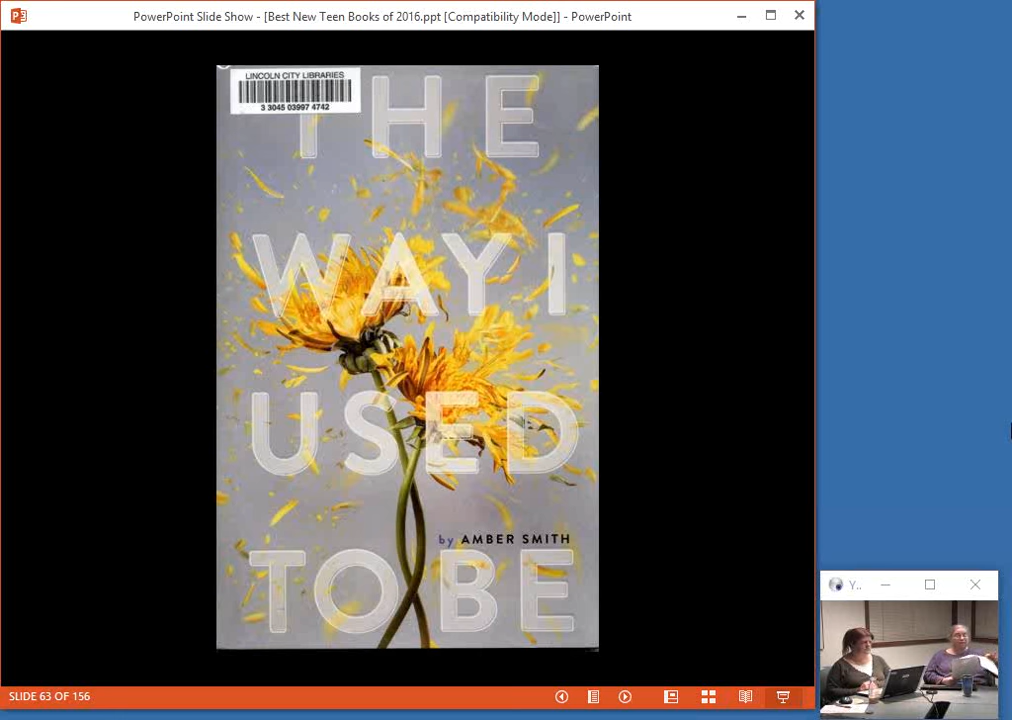 PowerPoint Slide Show - [Best New Teen Books of 2016.ppt [Compatibility Mode]] - PowerPoint
LINCOLN CITY LIBRARIES
3 3045 03997 4742
THE
WAY I
USED
by AMBER SMITH
TO BE
SLIDE 63 OF 156
Y..